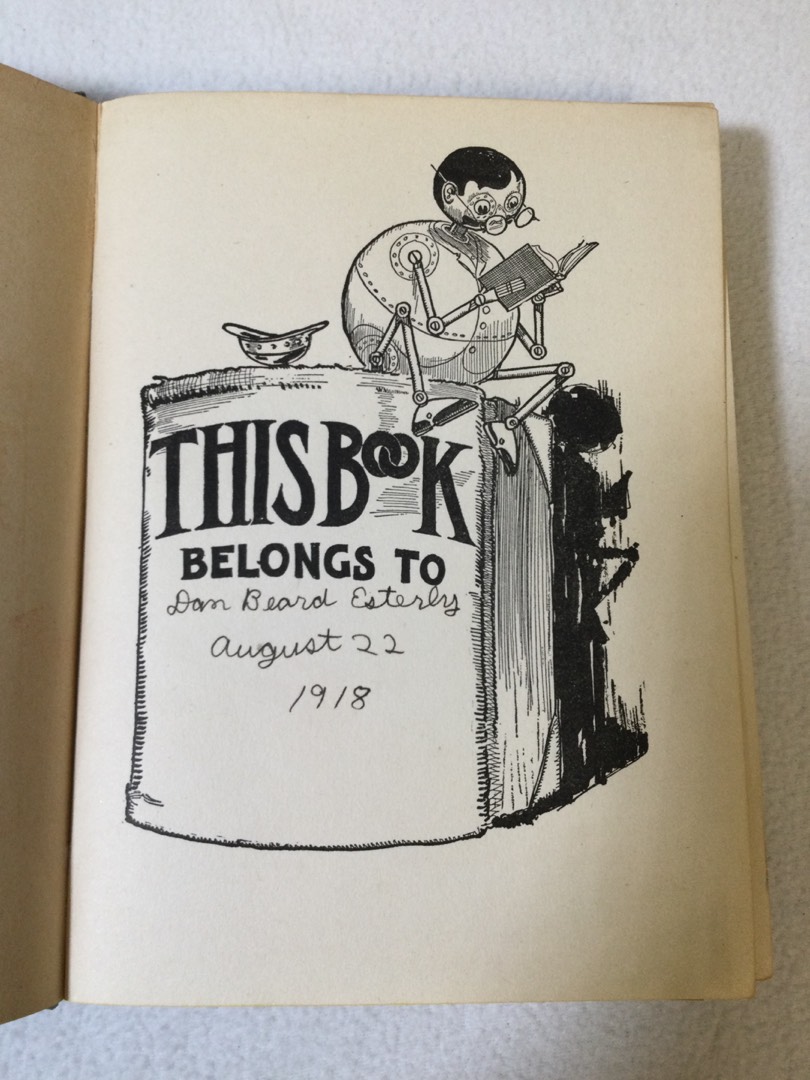 THIS BOOK
BELONGS TO
Dan Beard Esterly
August 22
1918